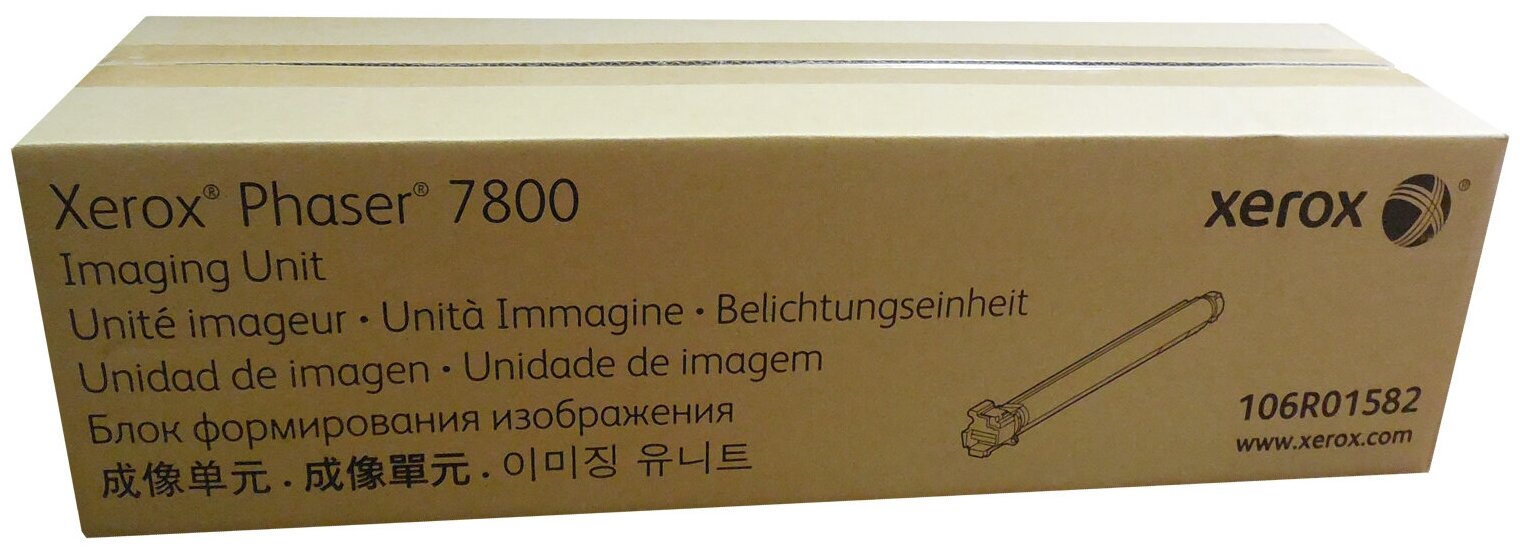 Xerox® Phaser® 7800
Imaging Unit
Unité imageur • Unità Immagine • Belichtungseinheit
Unidad de imagen • Unidade de imagem
Блок формирования изображения
成像单元 . 成像單元 . 이미징 유니트
xerox ®
106R01582
www.xerox.com